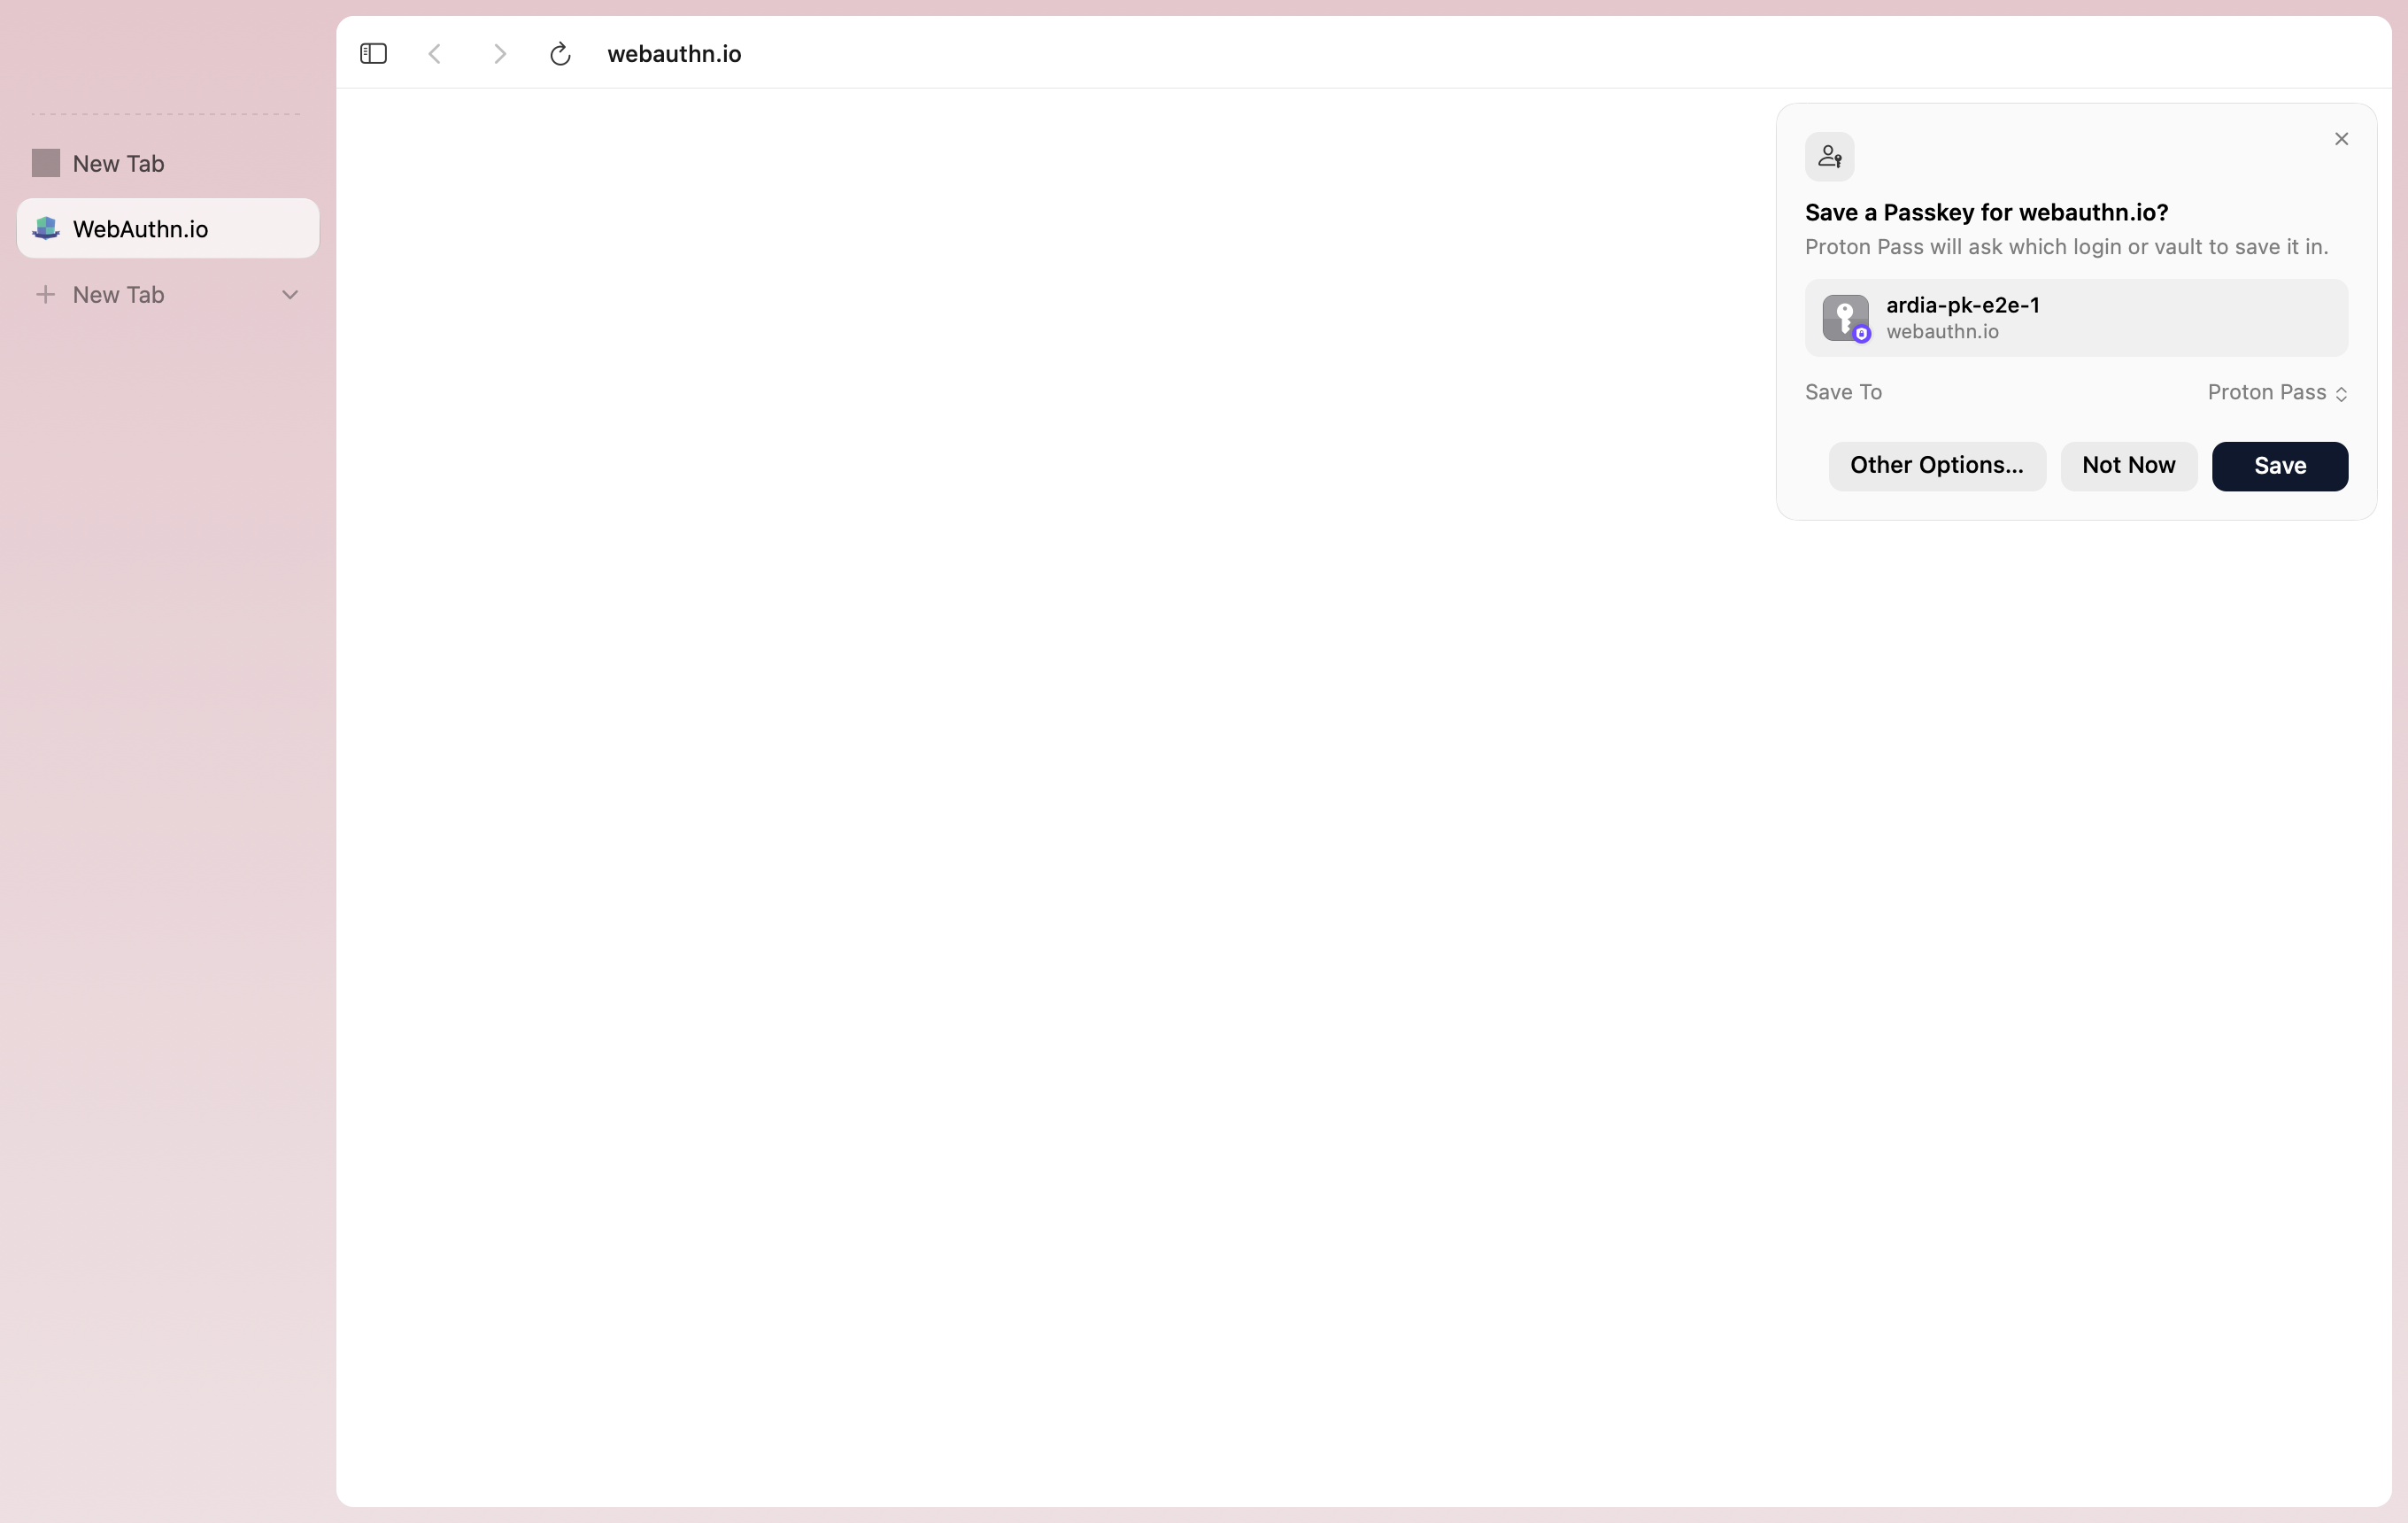 webauthn.io
New Tab
WebAuthn.io
New Tab
Save a Passkey for webauthn.io?
Proton Pass will ask which login or vault to save it in.
ardia-pk-e2e-1
webauthn.io
Save To
Proton Pass
Other Options...
Not Now
Save